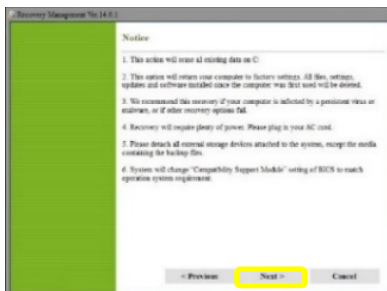 Recovery Management
Notice
1. This action will erase all existing data on C:
2. This action will return your computer to factory settings. All files, settings,
updates and software installed since the computer was first used will be deleted.
3. We recommend this recovery if your computer is infected by a persistent virus or
malware, or if other recovery options fail.
4. Recovery will require plenty of power. Please plug in your AC cord.
5. Please detach all external storage devices attached to the system, except the media
containing the backup files.
6. System will change "Compatibility Support Module" setting of BIOS to match
operation system requirement.
< Previous
Next >
Cancel